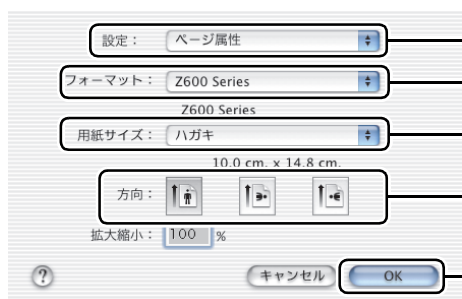 設定： ページ属性
フォーマット： Z600 Series
Z600 Series
用紙サイズ： ハガキ
10.0 cm. x 14.8 cm.
方向：
拡大縮小： 100 %
? キャンセル OK